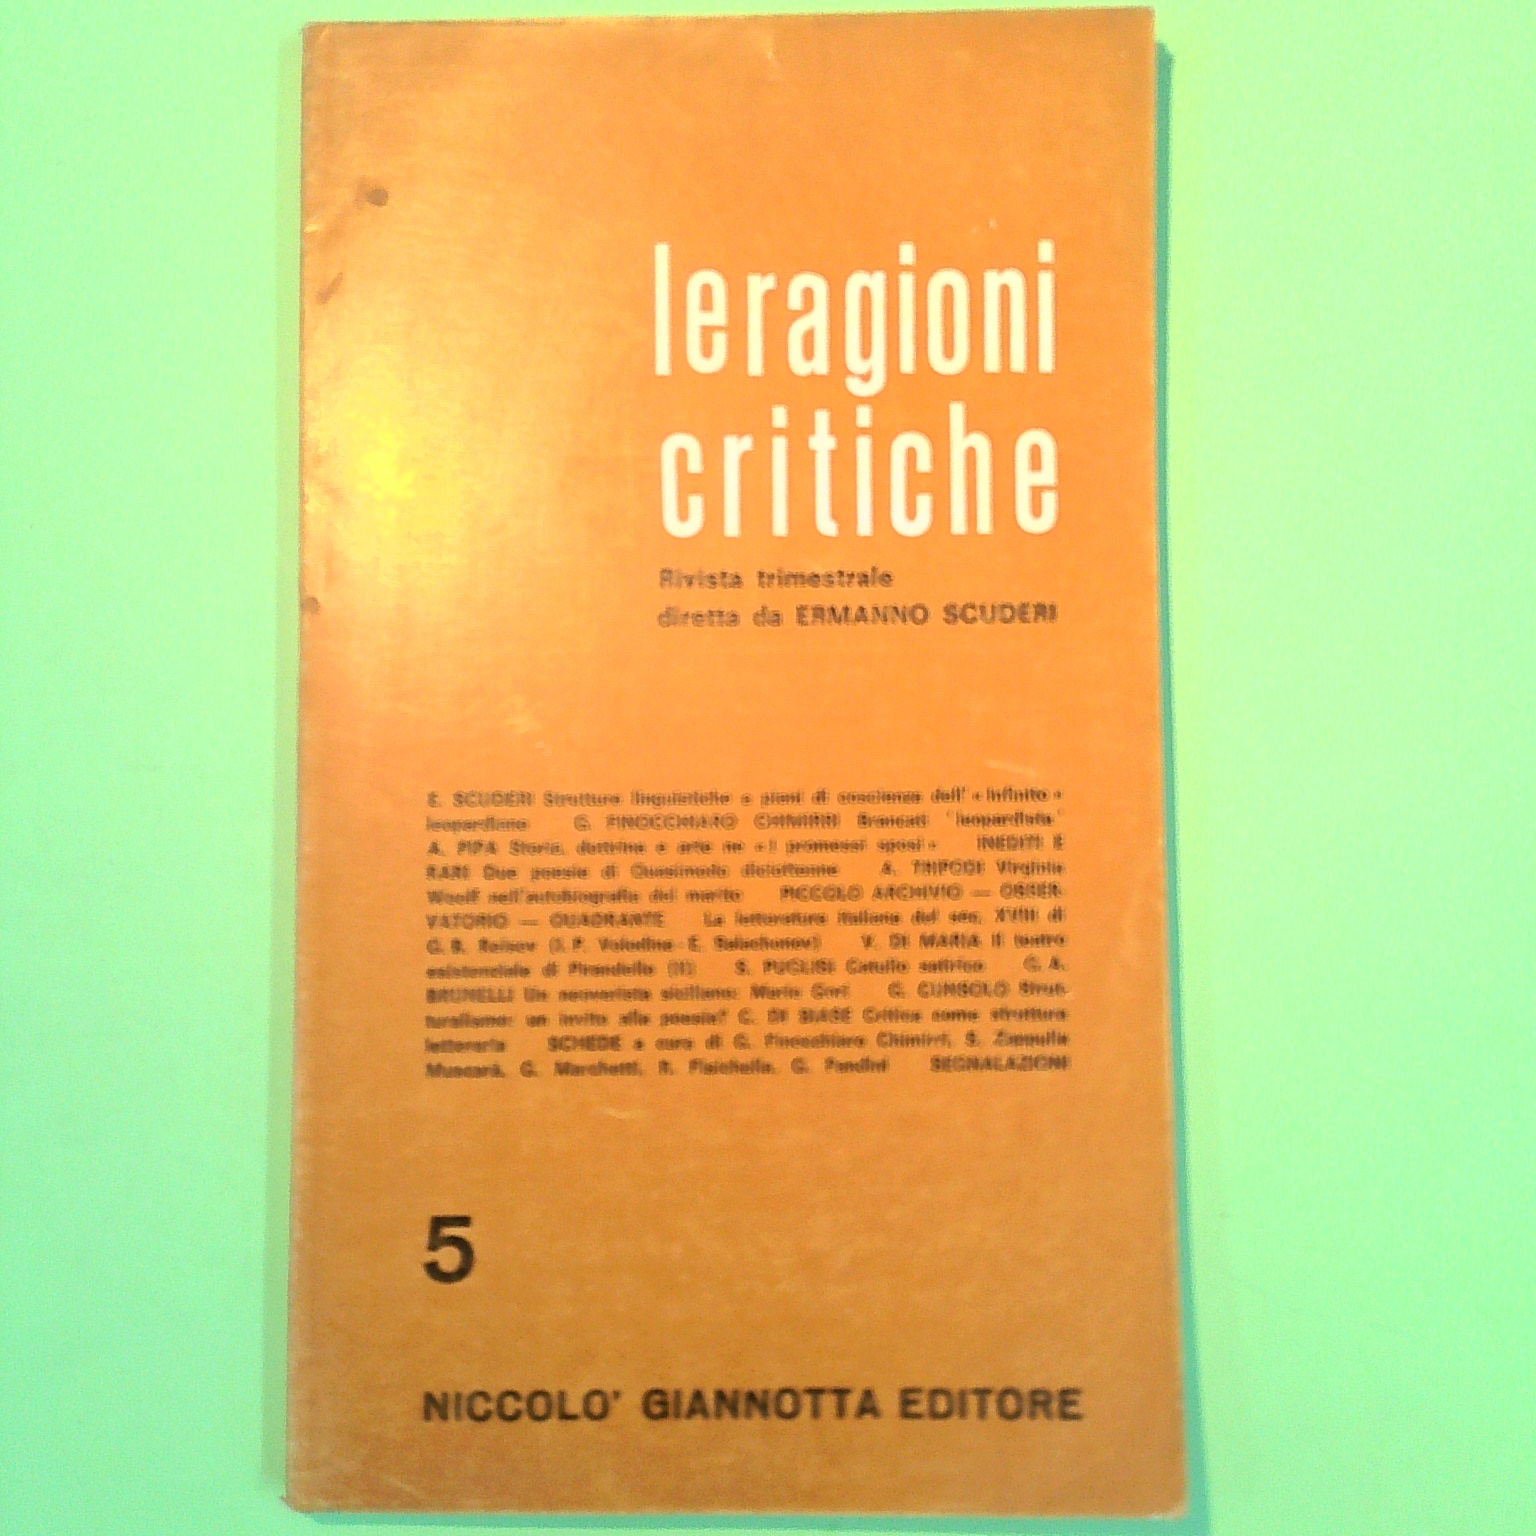 le ragioni
critiche
Rivista trimestrale
diretta da ERMANNO SCUDERI
E. SCUDERI Strutture linguistiche e piani di coscienza dell' « Infinito »
leopardiano G. FINOCCHIARO CHIMIRRI Brancati 'leopardista'
A. PIPA Storia, dottrina e arte ne « I promessi sposi » INEDITI E
RARI Due poesie di Quasimodo diciottenne A. TRIPODI Virginia
Woolf nell'autobiografia del marito PICCOLO ARCHIVIO — OSSER-
VATORIO — QUADRANTE La letteratura italiana del sec. XVIII di
G. B. Reisov (I. P. Volodina - E. Salachonov) V. DI MARIA Il teatro
esistenziale di Pirandello (II) S. PUGLISI Catullo satirico C. A.
BRUNELLI Un neoverista siciliano: Mario Gori G. CUNSOLO Strut-
turalismo: un invito alla poesia? C. DI BIASE Critica come struttura
letteraria SCHEDE a cura di G. Finocchiaro Chimirri, S. Zappulla
Muscarà, G. Marchetti, R. Fisichella, G. Pandini SEGNALAZIONI
5
NICCOLO' GIANNOTTA EDITORE